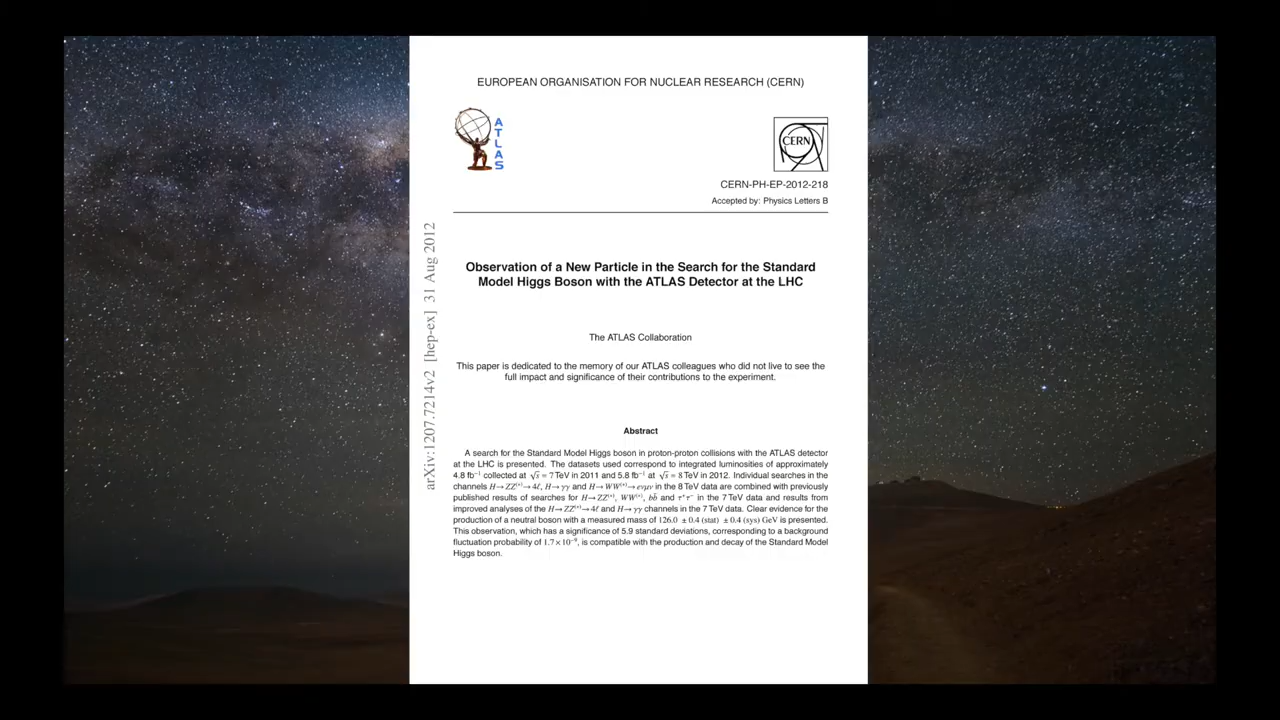 EUROPEAN ORGANISATION FOR NUCLEAR RESEARCH (CERN)
ATLAS
CERN
CERN-PH-EP-2012-218
Accepted by: Physics Letters B
arXiv:1207.7214v2 [hep-ex] 31 Aug 2012
Observation of a New Particle in the Search for the Standard
Model Higgs Boson with the ATLAS Detector at the LHC
The ATLAS Collaboration
This paper is dedicated to the memory of our ATLAS colleagues who did not live to see the
full impact and significance of their contributions to the experiment.
Abstract
A search for the Standard Model Higgs boson in proton-proton collisions with the ATLAS detector
at the LHC is presented. The datasets used correspond to integrated luminosities of approximately
4.8 fb⁻¹ collected at √s = 7 TeV in 2011 and 5.8 fb⁻¹ at √s = 8 TeV in 2012. Individual searches in the
channels H→ZZ⁽*⁾→4ℓ, H→γγ and H→WW⁽*⁾→eνμν in the 8 TeV data are combined with previously
published results of searches for H→ZZ⁽*⁾, WW⁽*⁾, bb̄ and τ⁺τ⁻ in the 7 TeV data and results from
improved analyses of the H→ZZ⁽*⁾→4ℓ and H→γγ channels in the 7 TeV data. Clear evidence for the
production of a neutral boson with a measured mass of 126.0 ± 0.4 (stat) ± 0.4 (sys) GeV is presented.
This observation, which has a significance of 5.9 standard deviations, corresponding to a background
fluctuation probability of 1.7×10⁻⁹, is compatible with the production and decay of the Standard Model
Higgs boson.